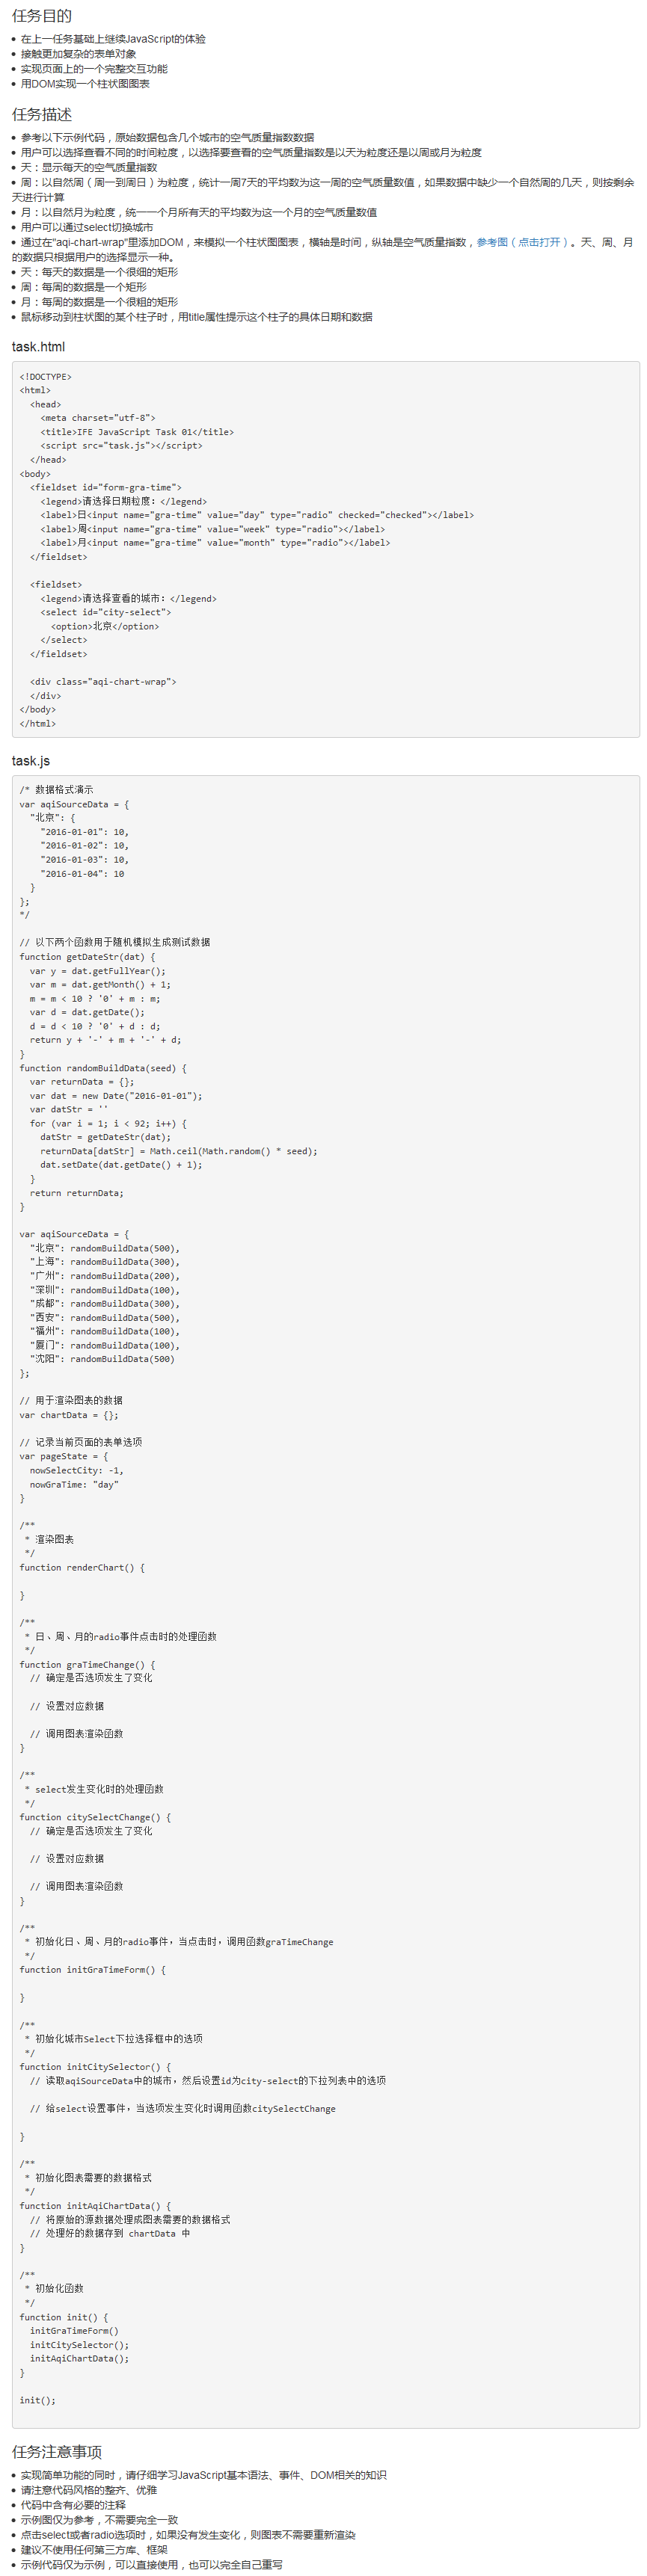 任务目的
在上一任务基础上继续JavaScript的体验
接触更加复杂的表单对象
实现页面上的一个完整交互功能
用DOM实现一个柱状图图表
任务描述
参考以下示例代码，原始数据包含几个城市的空气质量指数数据
用户可以选择查看不同的时间粒度，以选择要查看的空气质量指数是以天为粒度还是以周或月为粒度
天：显示每天的空气质量指数
周：以自然周（周一到周日）为粒度，统计一周7天的平均数为这一周的空气质量数值，如果数据中缺少一个自然周的几天，则按剩余
天进行计算
月：以自然月为粒度，统一一个月所有天的平均数为这一个月的空气质量数值
用户可以通过select切换城市
通过在"aqi-chart-wrap"里添加DOM，来模拟一个柱状图图表，横轴是时间，纵轴是空气质量指数，参考图（点击打开）。天、周、月
的数据只根据用户的选择显示一种。
天：每天的数据是一个很细的矩形
周：每周的数据是一个矩形
月：每周的数据是一个很粗的矩形
鼠标移动到柱状图的某个柱子时，用title属性提示这个柱子的具体日期和数据
task.html
<!DOCTYPE>
<html>
  <head>
    <meta charset="utf-8">
    <title>IFE JavaScript Task 01</title>
    <script src="task.js"></script>
  </head>
<body>
  <fieldset id="form-gra-time">
    <legend>请选择日期粒度：</legend>
    <label>日<input name="gra-time" value="day" type="radio" checked="checked"></label>
    <label>周<input name="gra-time" value="week" type="radio"></label>
    <label>月<input name="gra-time" value="month" type="radio"></label>
  </fieldset>
  <fieldset>
    <legend>请选择查看的城市：</legend>
    <select id="city-select">
      <option>北京</option>
    </select>
  </fieldset>
  <div class="aqi-chart-wrap">
  </div>
</body>
</html>
task.js
/* 数据格式演示
var aqiSourceData = {
  "北京": {
    "2016-01-01": 10,
    "2016-01-02": 10,
    "2016-01-03": 10,
    "2016-01-04": 10
  }
};
*/
// 以下两个函数用于随机模拟生成测试数据
function getDateStr(dat) {
  var y = dat.getFullYear();
  var m = dat.getMonth() + 1;
  m = m < 10 ? '0' + m : m;
  var d = dat.getDate();
  d = d < 10 ? '0' + d : d;
  return y + '-' + m + '-' + d;
}
function randomBuildData(seed) {
  var returnData = {};
  var dat = new Date("2016-01-01");
  var datStr = ''
  for (var i = 1; i < 92; i++) {
    datStr = getDateStr(dat);
    returnData[datStr] = Math.ceil(Math.random() * seed);
    dat.setDate(dat.getDate() + 1);
  }
  return returnData;
}
var aqiSourceData = {
  "北京": randomBuildData(500),
  "上海": randomBuildData(300),
  "广州": randomBuildData(200),
  "深圳": randomBuildData(100),
  "成都": randomBuildData(300),
  "西安": randomBuildData(500),
  "福州": randomBuildData(100),
  "厦门": randomBuildData(100),
  "沈阳": randomBuildData(500)
};
// 用于渲染图表的数据
var chartData = {};
// 记录当前页面的表单选项
var pageState = {
  nowSelectCity: -1,
  nowGraTime: "day"
}
/**
 * 渲染图表
 */
function renderChart() {
}
/**
 * 日、周、月的radio事件点击时的处理函数
 */
function graTimeChange() {
  // 确定是否选项发生了变化
  // 设置对应数据
  // 调用图表渲染函数
}
/**
 * select发生变化时的处理函数
 */
function citySelectChange() {
  // 确定是否选项发生了变化
  // 设置对应数据
  // 调用图表渲染函数
}
/**
 * 初始化日、周、月的radio事件，当点击时，调用函数graTimeChange
 */
function initGraTimeForm() {
}
/**
 * 初始化城市Select下拉选择框中的选项
 */
function initCitySelector() {
  // 读取aqiSourceData中的城市，然后设置id为city-select的下拉列表中的选项
  // 给select设置事件，当选项发生变化时调用函数citySelectChange
}
/**
 * 初始化图表需要的数据格式
 */
function initAqiChartData() {
  // 将原始的源数据处理成图表需要的数据格式
  // 处理好的数据存到 chartData 中
}
/**
 * 初始化函数
 */
function init() {
  initGraTimeForm()
  initCitySelector();
  initAqiChartData();
}
init();
任务注意事项
实现简单功能的同时，请仔细学习JavaScript基本语法、事件、DOM相关的知识
请注意代码风格的整齐、优雅
代码中含有必要的注释
示例图仅为参考，不需要完全一致
点击select或者radio选项时，如果没有发生变化，则图表不需要重新渲染
建议不使用任何第三方库、框架
示例代码仅为示例，可以直接使用，也可以完全自己重写